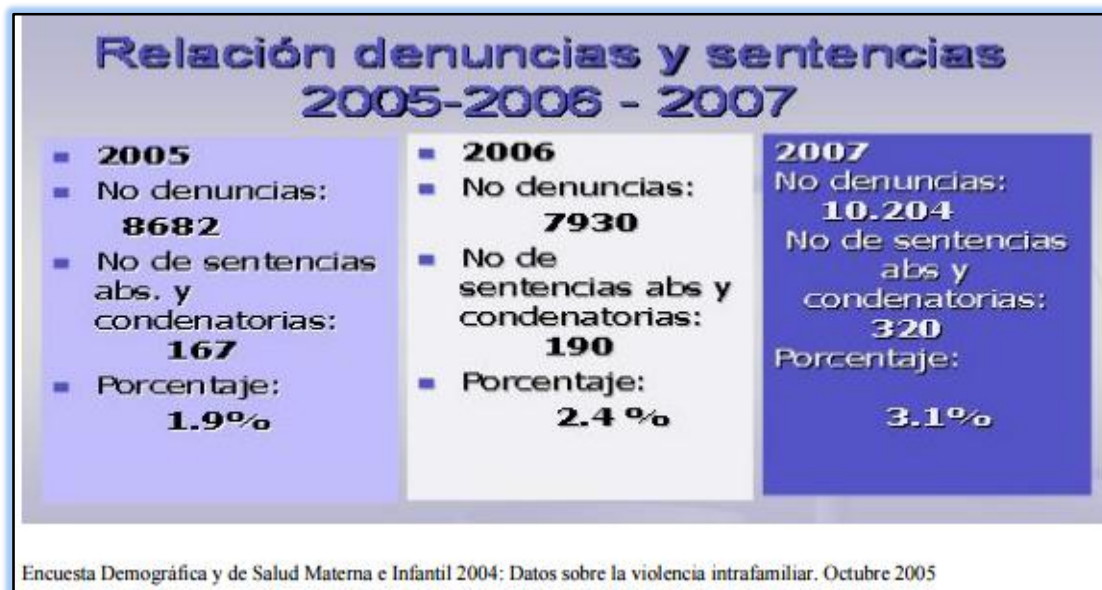 Relación denuncias y sentencias
2005-2006 - 2007
2005
No denuncias:
8682
No de sentencias
abs. y
condenatorias:
167
Porcentaje:
1.9%
2006
No denuncias:
7930
No de
sentencias abs y
condenatorias:
190
Porcentaje:
2.4 %
2007
No denuncias:
10.204
No de sentencias
abs y
condenatorias:
320
Porcentaje:
3.1%
Encuesta Demográfica y de Salud Materna e Infantil 2004: Datos sobre la violencia intrafamiliar. Octubre 2005